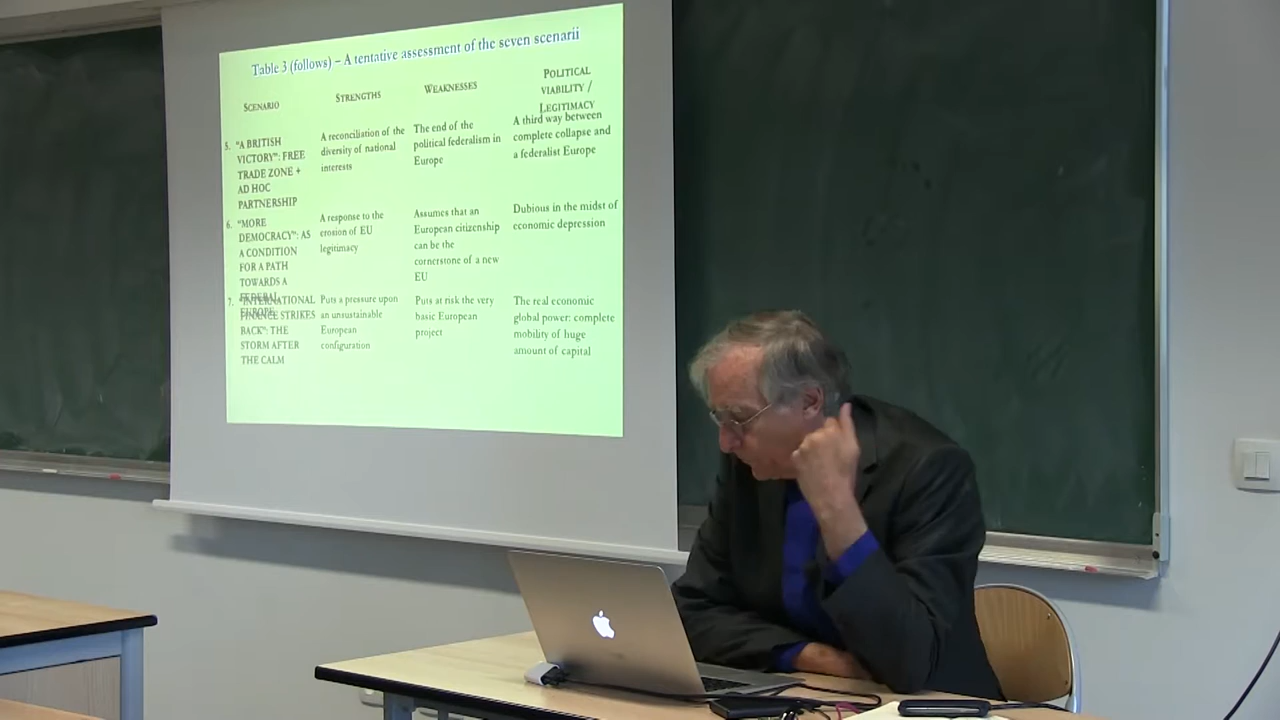 Table 3 (follows) – A tentative assessment of the seven scenarii
SCENARIO
STRENGTHS
WEAKNESSES
POLITICAL
VIABILITY /
LEGITIMACY
5. "A BRITISH
VICTORY": FREE
TRADE ZONE +
AD HOC
PARTNERSHIP
A reconciliation of the
diversity of national
interests
The end of the
political federalism in
Europe
A third way between
complete collapse and
a federalist Europe
6. "MORE
DEMOCRACY": AS
A CONDITION
FOR A PATH
TOWARDS A
FEDERAL
EUROPE
A response to the
erosion of EU
legitimacy
Assumes that an
European citizenship
can be the
cornerstone of a new
EU
Dubious in the midst of
economic depression
7. "INTERNATIONAL
FINANCE STRIKES
BACK": THE
STORM AFTER
THE CALM
Puts a pressure upon
an unsustainable
European
configuration
Puts at risk the very
basic European
project
The real economic
global power: complete
mobility of huge
amount of capital